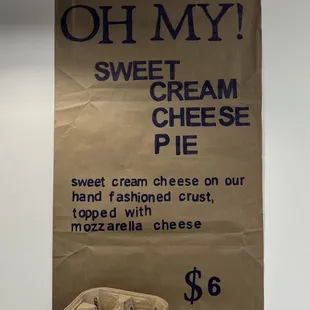 OH MY!
SWEET
CREAM
CHEESE
PIE
sweet cream cheese on our
hand fashioned crust,
topped with
mozzarella cheese
$6